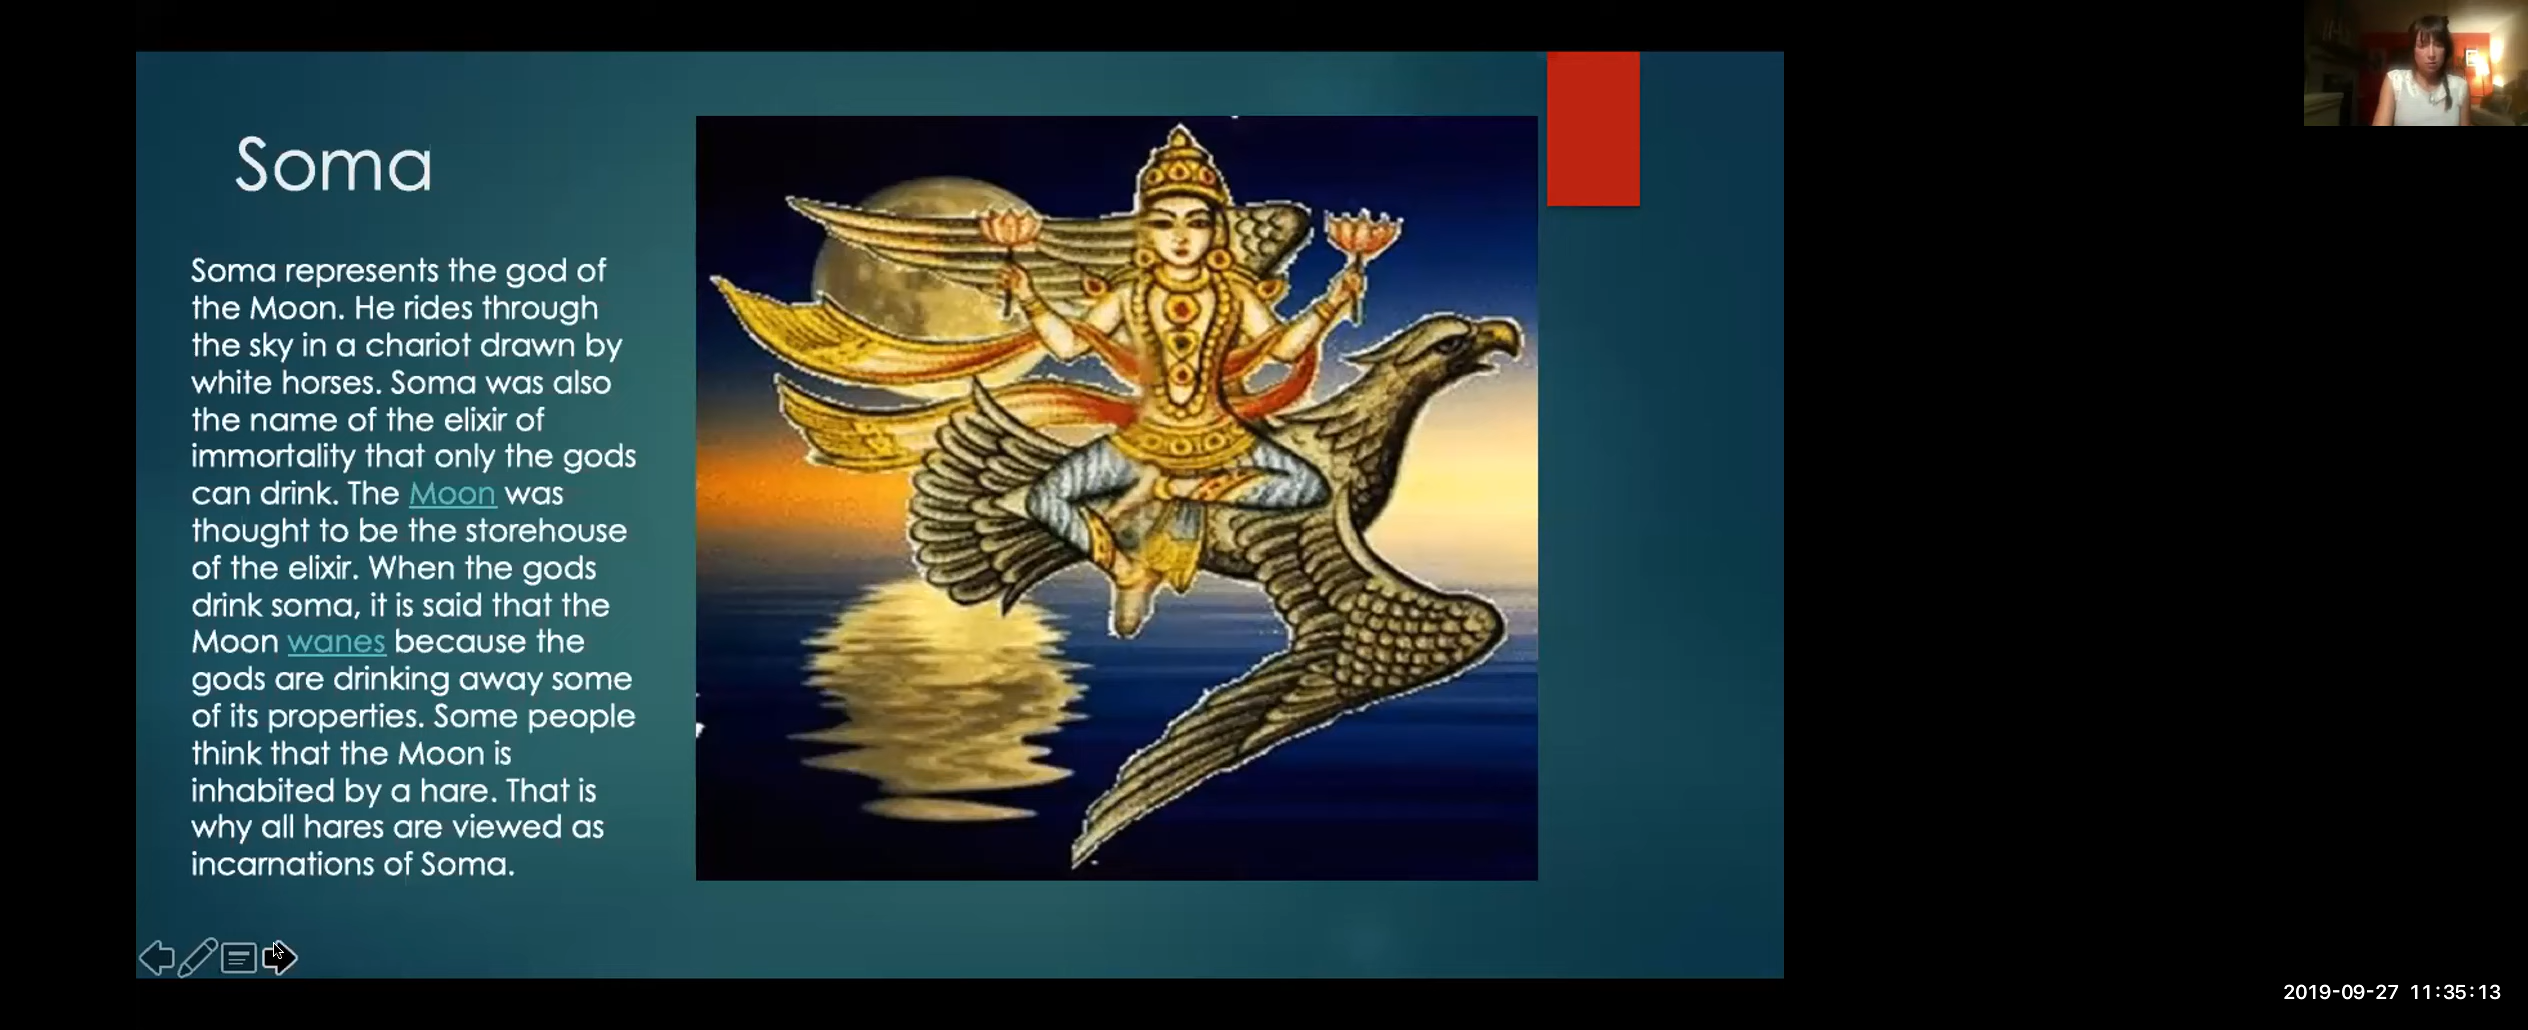 Soma
Soma represents the god of
the Moon. He rides through
the sky in a chariot drawn by
white horses. Soma was also
the name of the elixir of
immortality that only the gods
can drink. The Moon was
thought to be the storehouse
of the elixir. When the gods
drink soma, it is said that the
Moon wanes because the
gods are drinking away some
of its properties. Some people
think that the Moon is
inhabited by a hare. That is
why all hares are viewed as
incarnations of Soma.
2019-09-27 11:35:13